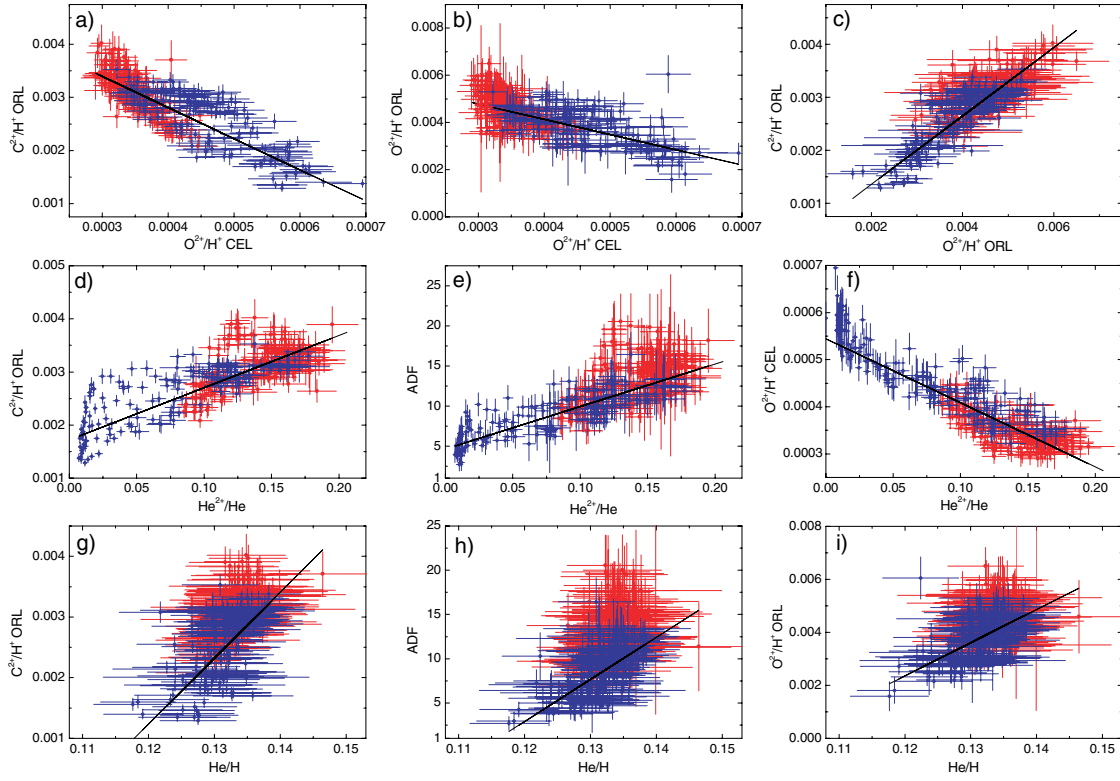 a)
0.004
0.003
0.002
0.001
C²⁺/H⁺ ORL
0.0003 0.0004 0.0005 0.0006 0.0007
O²⁺/H⁺ CEL
b)
0.008
0.006
0.004
0.002
0.000
O²⁺/H⁺ ORL
0.0003 0.0004 0.0005 0.0006 0.0007
O²⁺/H⁺ CEL
c)
0.004
0.003
0.002
0.001
C²⁺/H⁺ ORL
0.002 0.004 0.006
O²⁺/H⁺ ORL
d)
0.005
0.004
0.003
0.002
0.001
C²⁺/H⁺ ORL
0.00 0.05 0.10 0.15 0.20
He²⁺/He
e)
25
20
15
10
5
1
ADF
0.00 0.05 0.10 0.15 0.20
He²⁺/He
f)
0.0007
0.0005
0.0003
O²⁺/H⁺ CEL
0.00 0.05 0.10 0.15 0.20
He²⁺/He
g)
0.004
0.003
0.002
0.001
C²⁺/H⁺ ORL
0.11 0.12 0.13 0.14 0.15
He/H
h)
25
20
15
10
5
1
ADF
0.11 0.12 0.13 0.14 0.15
He/H
i)
0.008
0.006
0.004
0.002
0.000
O²⁺/H⁺ ORL
0.11 0.12 0.13 0.14 0.15
He/H